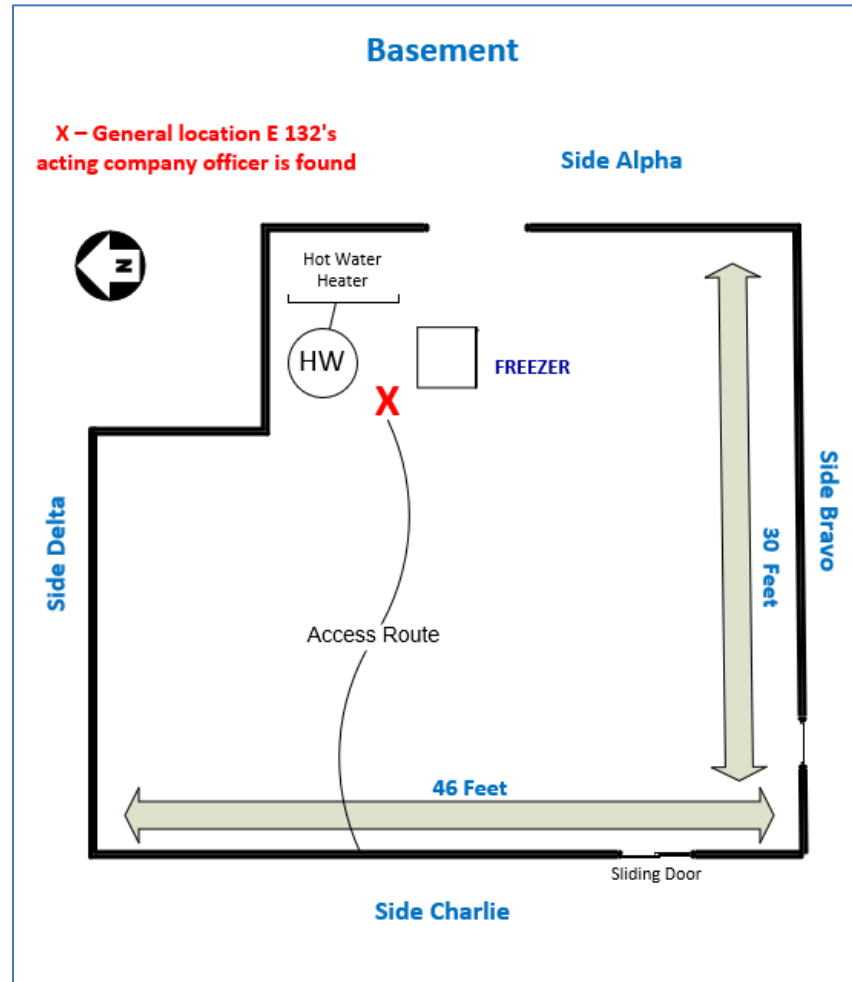 Basement
X – General location E 132's
acting company officer is found
Side Alpha
N
Hot Water
Heater
HW
FREEZER
X
Side Delta
Side Bravo
30 Feet
Access Route
46 Feet
Sliding Door
Side Charlie